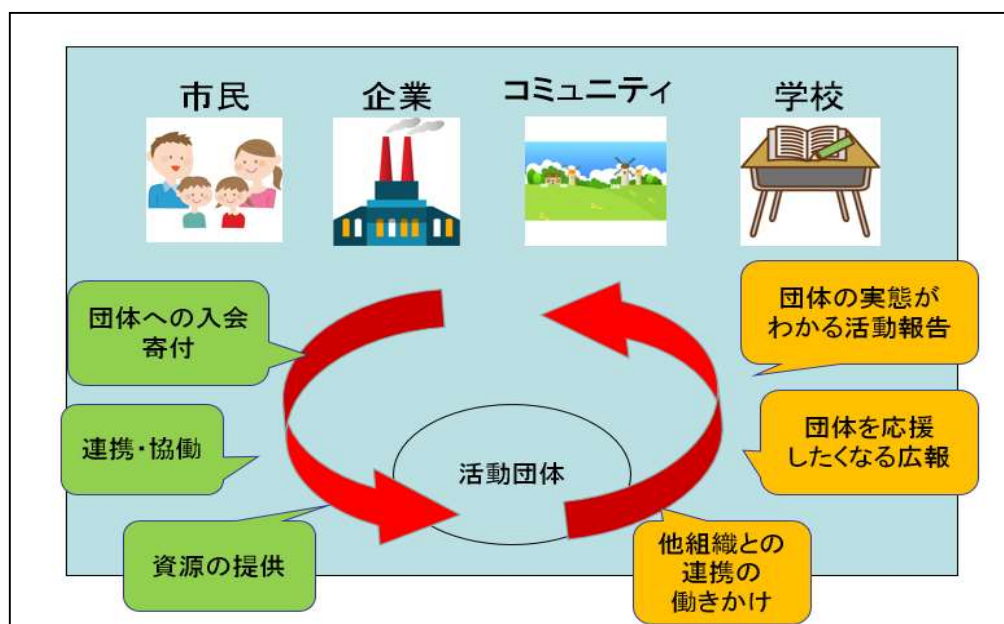 市民
企業
コミュニティ
学校
団体への入会
寄付
連携・協働
資源の提供
活動団体
団体の実態が
わかる活動報告
団体を応援
したくなる広報
他組織との
連携の
働きかけ